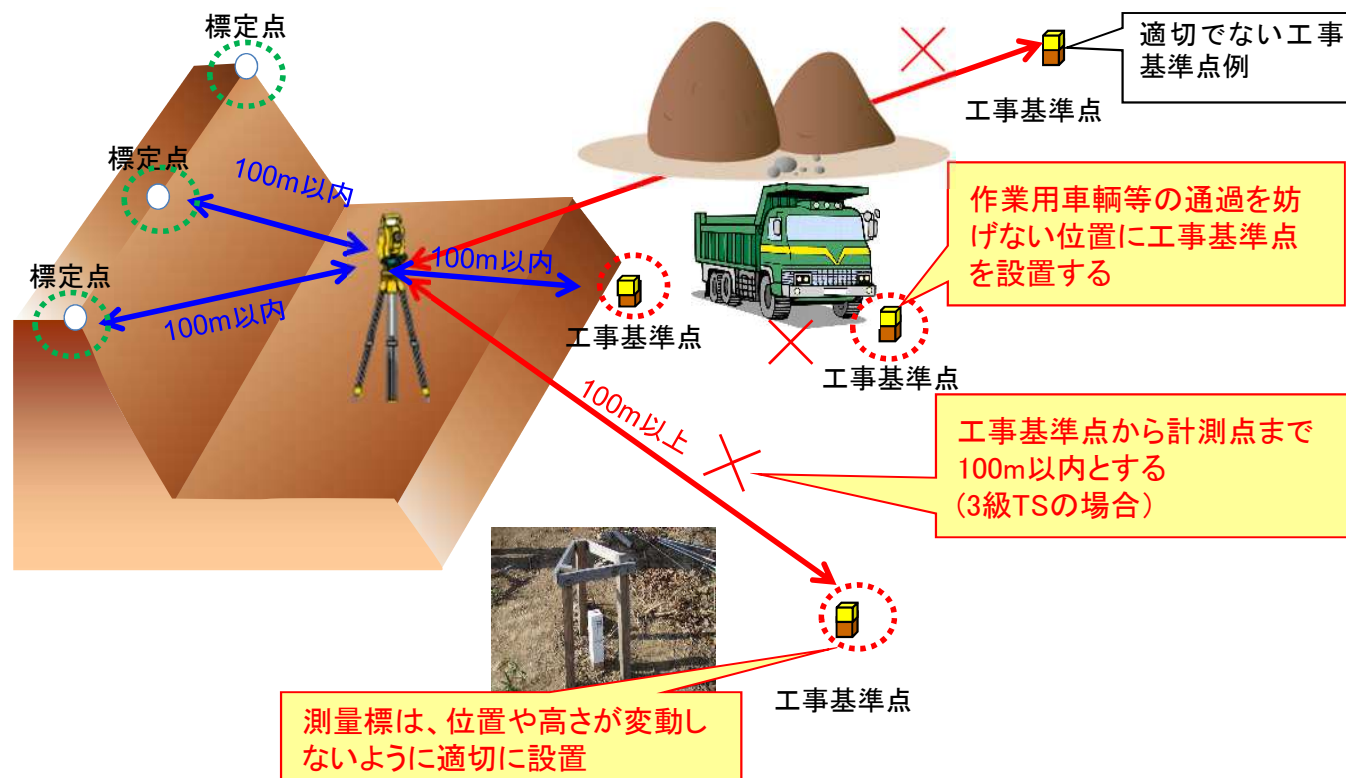 標定点
適切でない工事
基準点例
工事基準点
標定点
100m以内
作業用車輌等の通過を妨
げない位置に工事基準点
を設置する
100m以内
標定点
100m以内
工事基準点
工事基準点
100m以上
工事基準点から計測点まで
100m以内とする
(3級TSの場合)
工事基準点
測量標は、位置や高さが変動し
ないように適切に設置